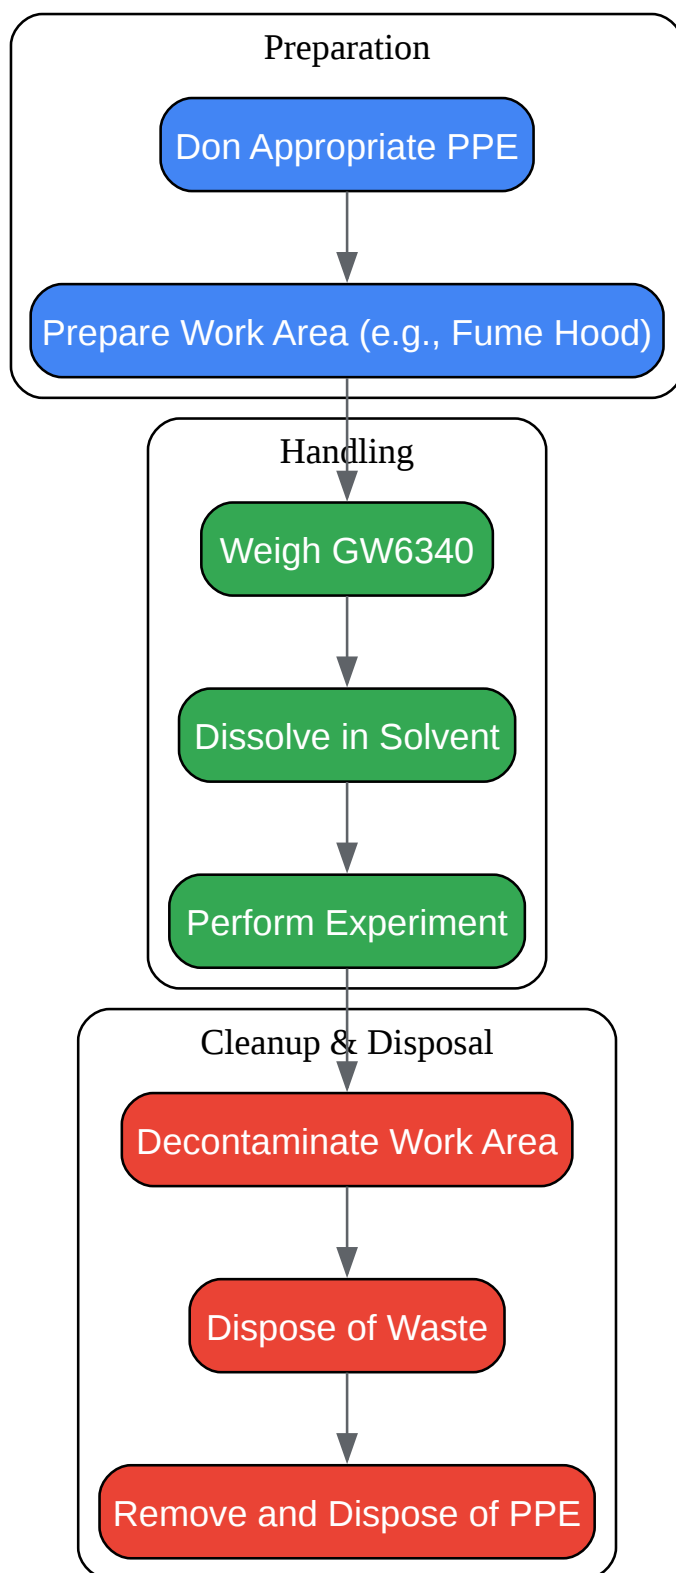 Preparation
Don Appropriate PPE
Prepare Work Area (e.g., Fume Hood)
Handling
Weigh GW6340
Dissolve in Solvent
Perform Experiment
Cleanup & Disposal
Decontaminate Work Area
Dispose of Waste
Remove and Dispose of PPE